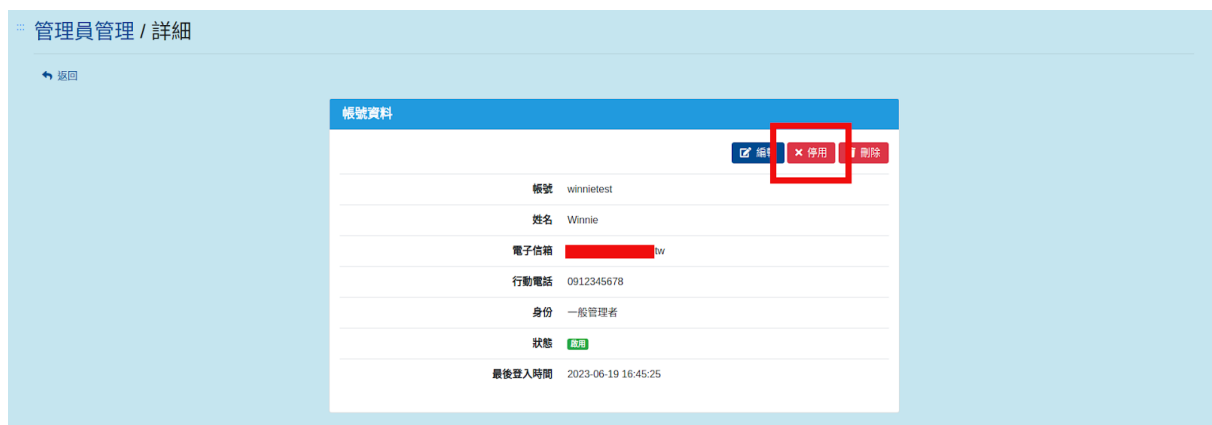 ::: 管理員管理 / 詳細
返回
帳號資料
編輯 停用 刪除
帳號 winnietest
姓名 Winnie
電子信箱 tw
行動電話 0912345678
身份 一般管理者
狀態 啟用
最後登入時間 2023-06-19 16:45:25